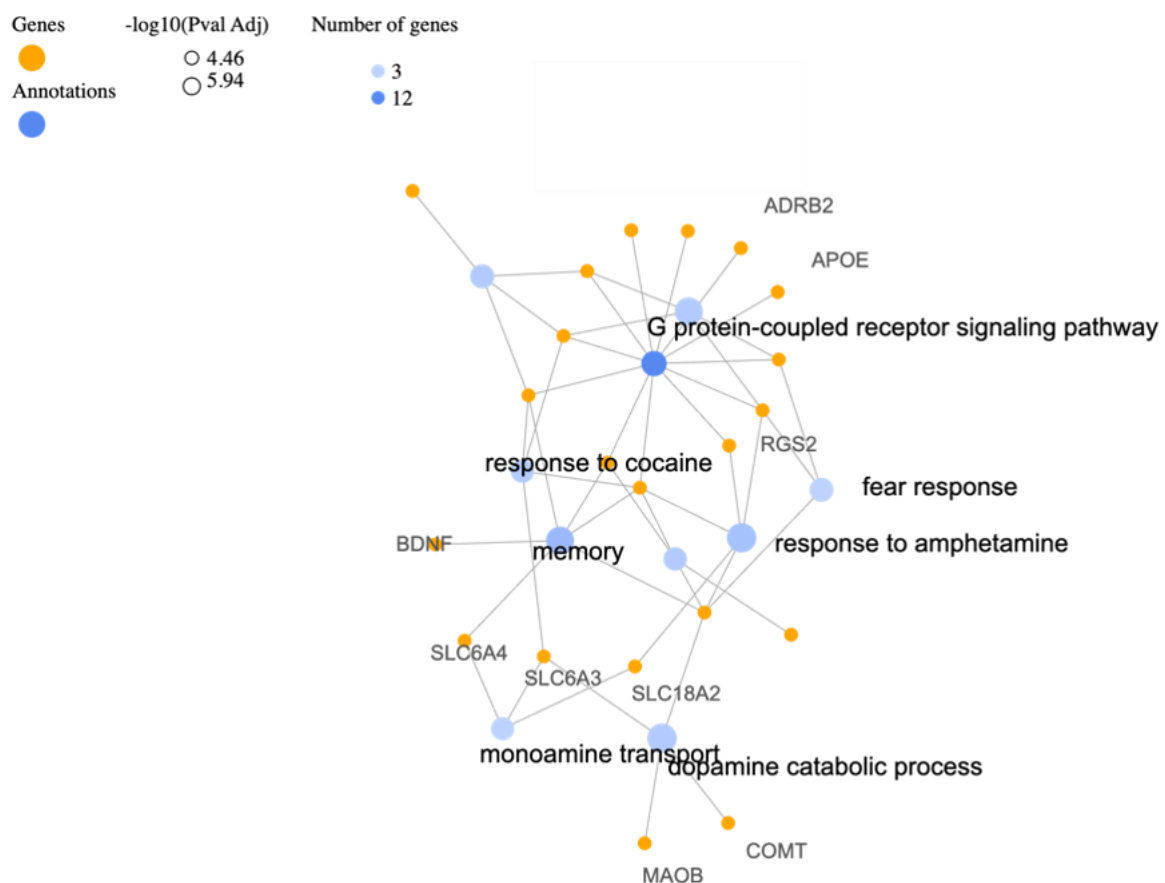 Genes
-log10(Pval Adj)
Number of genes
4.46
5.94
3
12
Annotations
ADRB2
APOE
G protein-coupled receptor signaling pathway
RGS2
response to cocaine
fear response
BDNF
memory
response to amphetamine
SLC6A4
SLC6A3
SLC18A2
monoamine transport
dopamine catabolic process
COMT
MAOB